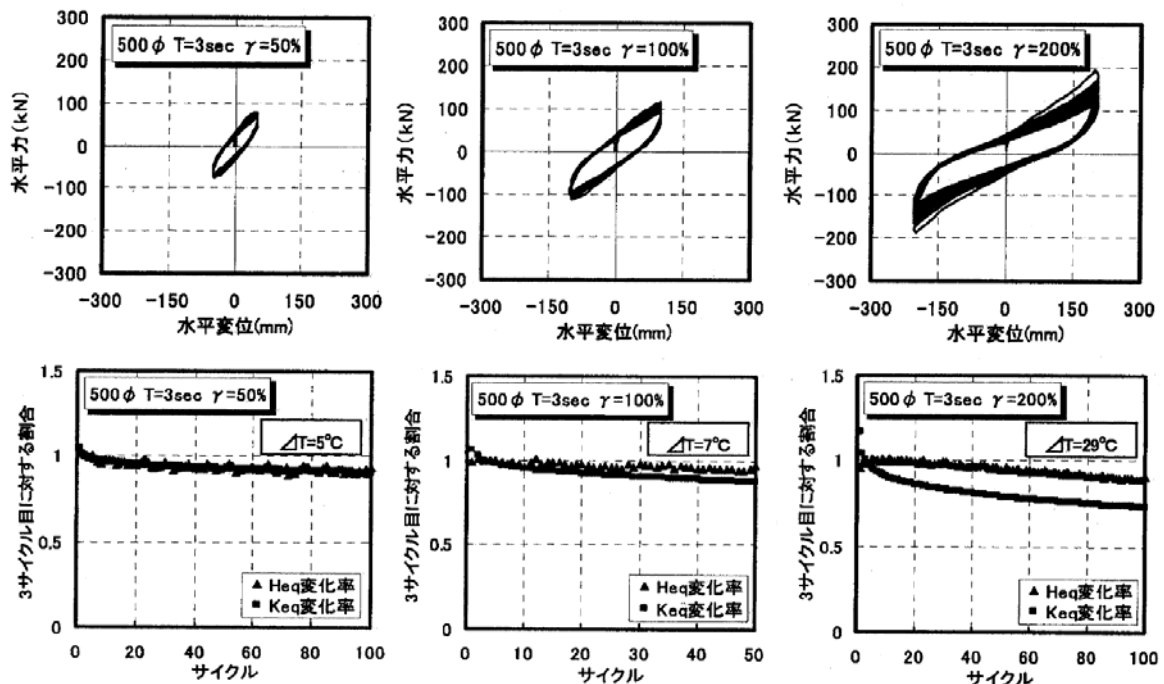 300
200
100
0
-100
-200
-300
水平力(kN)
500φ T=3sec γ=50%
-300 -150 0 150 300
水平変位(mm)
300
200
100
0
-100
-200
-300
水平力(kN)
500φ T=3sec γ=100%
-300 -150 0 150 300
水平変位(mm)
300
200
100
0
-100
-200
-300
水平力(kN)
500φ T=3sec γ=200%
-300 -150 0 150 300
水平変位(mm)
1.5
1
0.5
0
3サイクル目に対する割合
500φ T=3sec γ=50%
⊿T=5℃
▲ Heq変化率
■ Keq変化率
0 20 40 60 80 100
サイクル
1.5
1
0.5
0
3サイクル目に対する割合
500φ T=3sec γ=100%
⊿T=7℃
▲ Heq変化率
■ Keq変化率
0 10 20 30 40 50
サイクル
1.5
1
0.5
0
3サイクル目に対する割合
500φ T=3sec γ=200%
⊿T=29℃
▲ Heq変化率
■ Keq変化率
0 20 40 60 80 100
サイクル